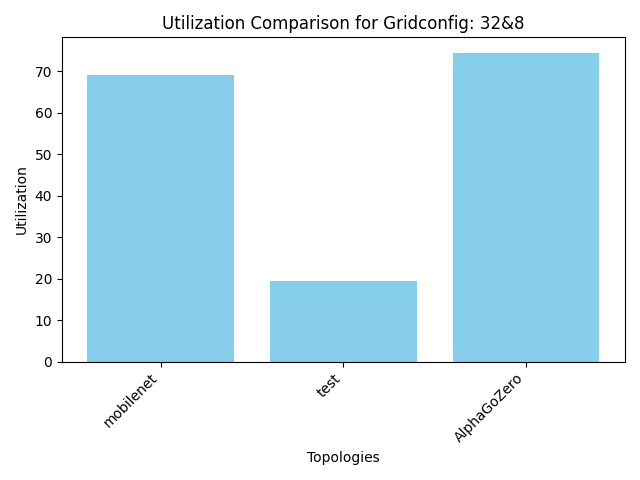 Utilization Comparison for Gridconfig: 32&8
70
60
50
40
30
20
10
0
Utilization
mobilenet
test
AlphaGoZero
Topologies